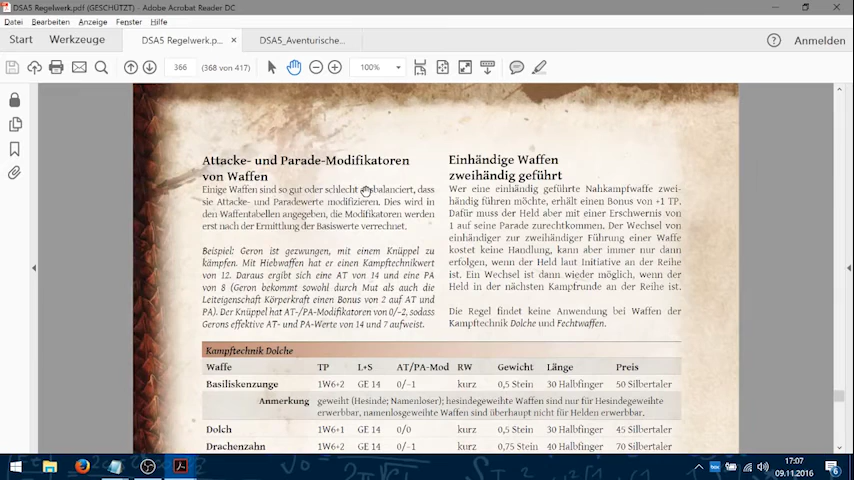 DSA5 Regelwerk.pdf (GESCHÜTZT) - Adobe Acrobat Reader DC
Datei Bearbeiten Anzeige Fenster Hilfe
Start Werkzeuge DSA5 Regelwerk.p... × DSA5_Aventurische... Anmelden
366 (368 von 417) 100%
Attacke- und Parade-Modifikatoren
von Waffen
Einige Waffen sind so gut oder schlecht ausbalanciert, dass
sie Attacke- und Paradewerte modifizieren. Dies wird in
den Waffentabellen angegeben, die Modifikatoren werden
erst nach der Ermittlung der Basiswerte verrechnet.
Beispiel: Geron ist gezwungen, mit einem Knüppel zu
kämpfen. Mit Hiebwaffen hat er einen Kampftechnikwert
von 12. Daraus ergibt sich eine AT von 14 und eine PA
von 8 (Geron bekommt sowohl durch Mut als auch die
Leiteigenschaft Körperkraft einen Bonus von 2 auf AT und
PA). Der Knüppel hat AT-/PA-Modifikatoren von 0/–2, sodass
Gerons effektive AT- und PA-Werte von 14 und 7 aufweist.
Einhändige Waffen
zweihändig geführt
Wer eine einhändig geführte Nahkampfwaffe zwei-
händig führen möchte, erhält einen Bonus von +1 TP.
Dafür muss der Held aber mit einer Erschwernis von
1 auf seine Parade zurechtkommen. Der Wechsel von
einhändiger zur zweihändiger Führung einer Waffe
kostet keine Handlung, kann aber immer nur dann
erfolgen, wenn der Held laut Initiative an der Reihe
ist. Ein Wechsel ist dann wieder möglich, wenn der
Held in der nächsten Kampfrunde an der Reihe ist.
Die Regel findet keine Anwendung bei Waffen der
Kampftechnik Dolche und Fechtwaffen.
Kampftechnik Dolche
Waffe TP L+S AT/PA-Mod RW Gewicht Länge Preis
Basiliskenzunge 1W6+2 GE 14 0/–1 kurz 0,5 Stein 30 Halbfinger 50 Silbertaler
Anmerkung geweiht (Hesinde; Namenloser); hesindegeweihte Waffen sind nur für Hesindegeweihte
erwerbbar, namenlosgeweihte Waffen sind überhaupt nicht für Helden erwerbbar.
Dolch 1W6+1 GE 14 0/0 kurz 0,5 Stein 30 Halbfinger 45 Silbertaler
Drachenzahn 1W6+2 GE 14 0/–1 kurz 0,75 Stein 40 Halbfinger 70 Silbertaler
17:07
09.11.2016